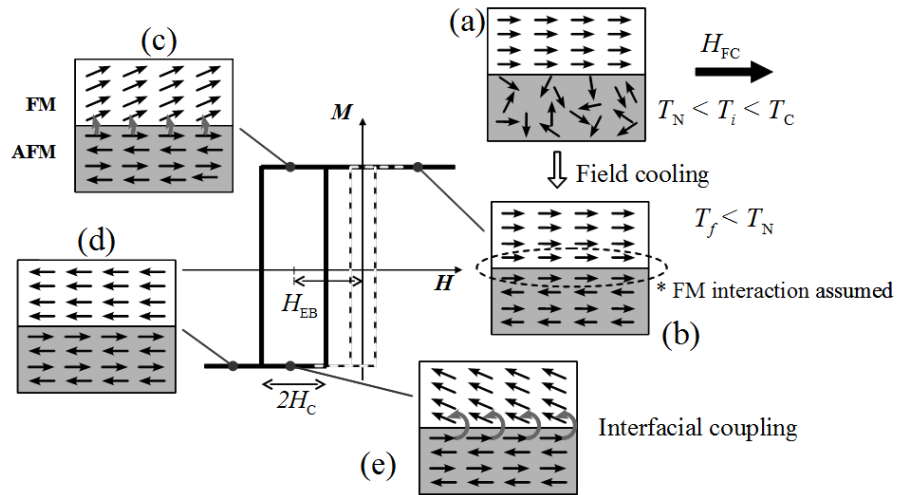 (a)
H_FC
T_N < T_i < T_C
(c)
FM
AFM
M
Field cooling
T_f < T_N
(d)
H_EB
H
* FM interaction assumed
(b)
2H_C
Interfacial coupling
(e)